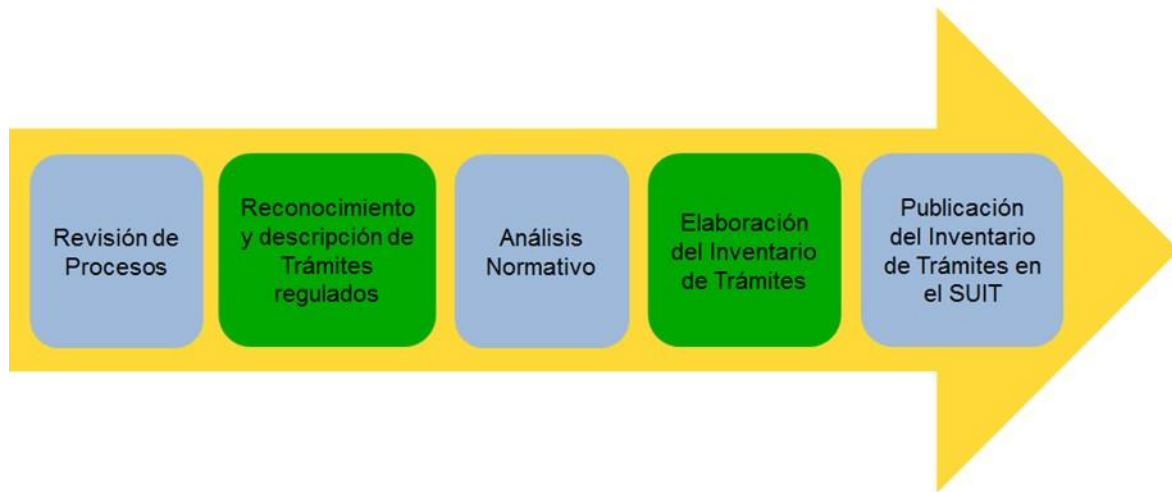 Revisión de
Procesos
Reconocimiento
y descripción de
Trámites
regulados
Análisis
Normativo
Elaboración
del Inventario
de Trámites
Publicación
del Inventario
de Trámites en
el SUIT